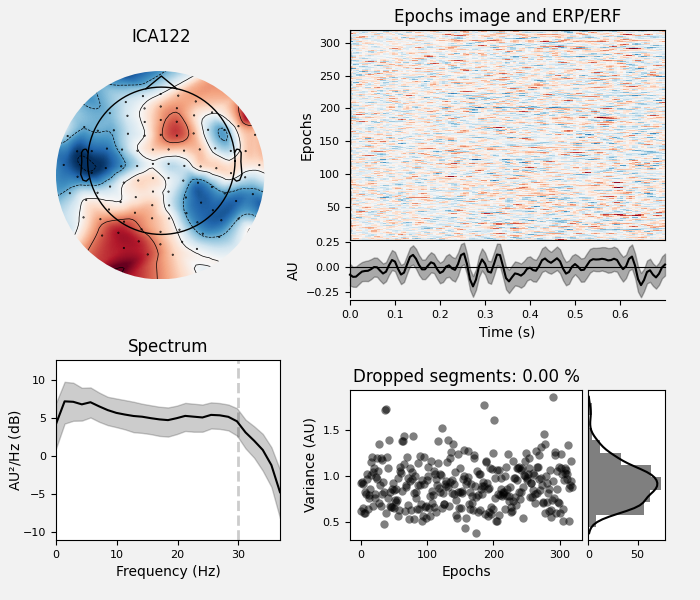 ICA122
Epochs image and ERP/ERF
Epochs
300
250
200
150
100
50
AU
0.25
0.00
−0.25
0.0 0.1 0.2 0.3 0.4 0.5 0.6
Time (s)
Spectrum
AU²/Hz (dB)
10
5
0
−5
−10
0 10 20 30
Frequency (Hz)
Dropped segments: 0.00 %
Variance (AU)
1.5
1.0
0.5
0 100 200 300
Epochs
0 50